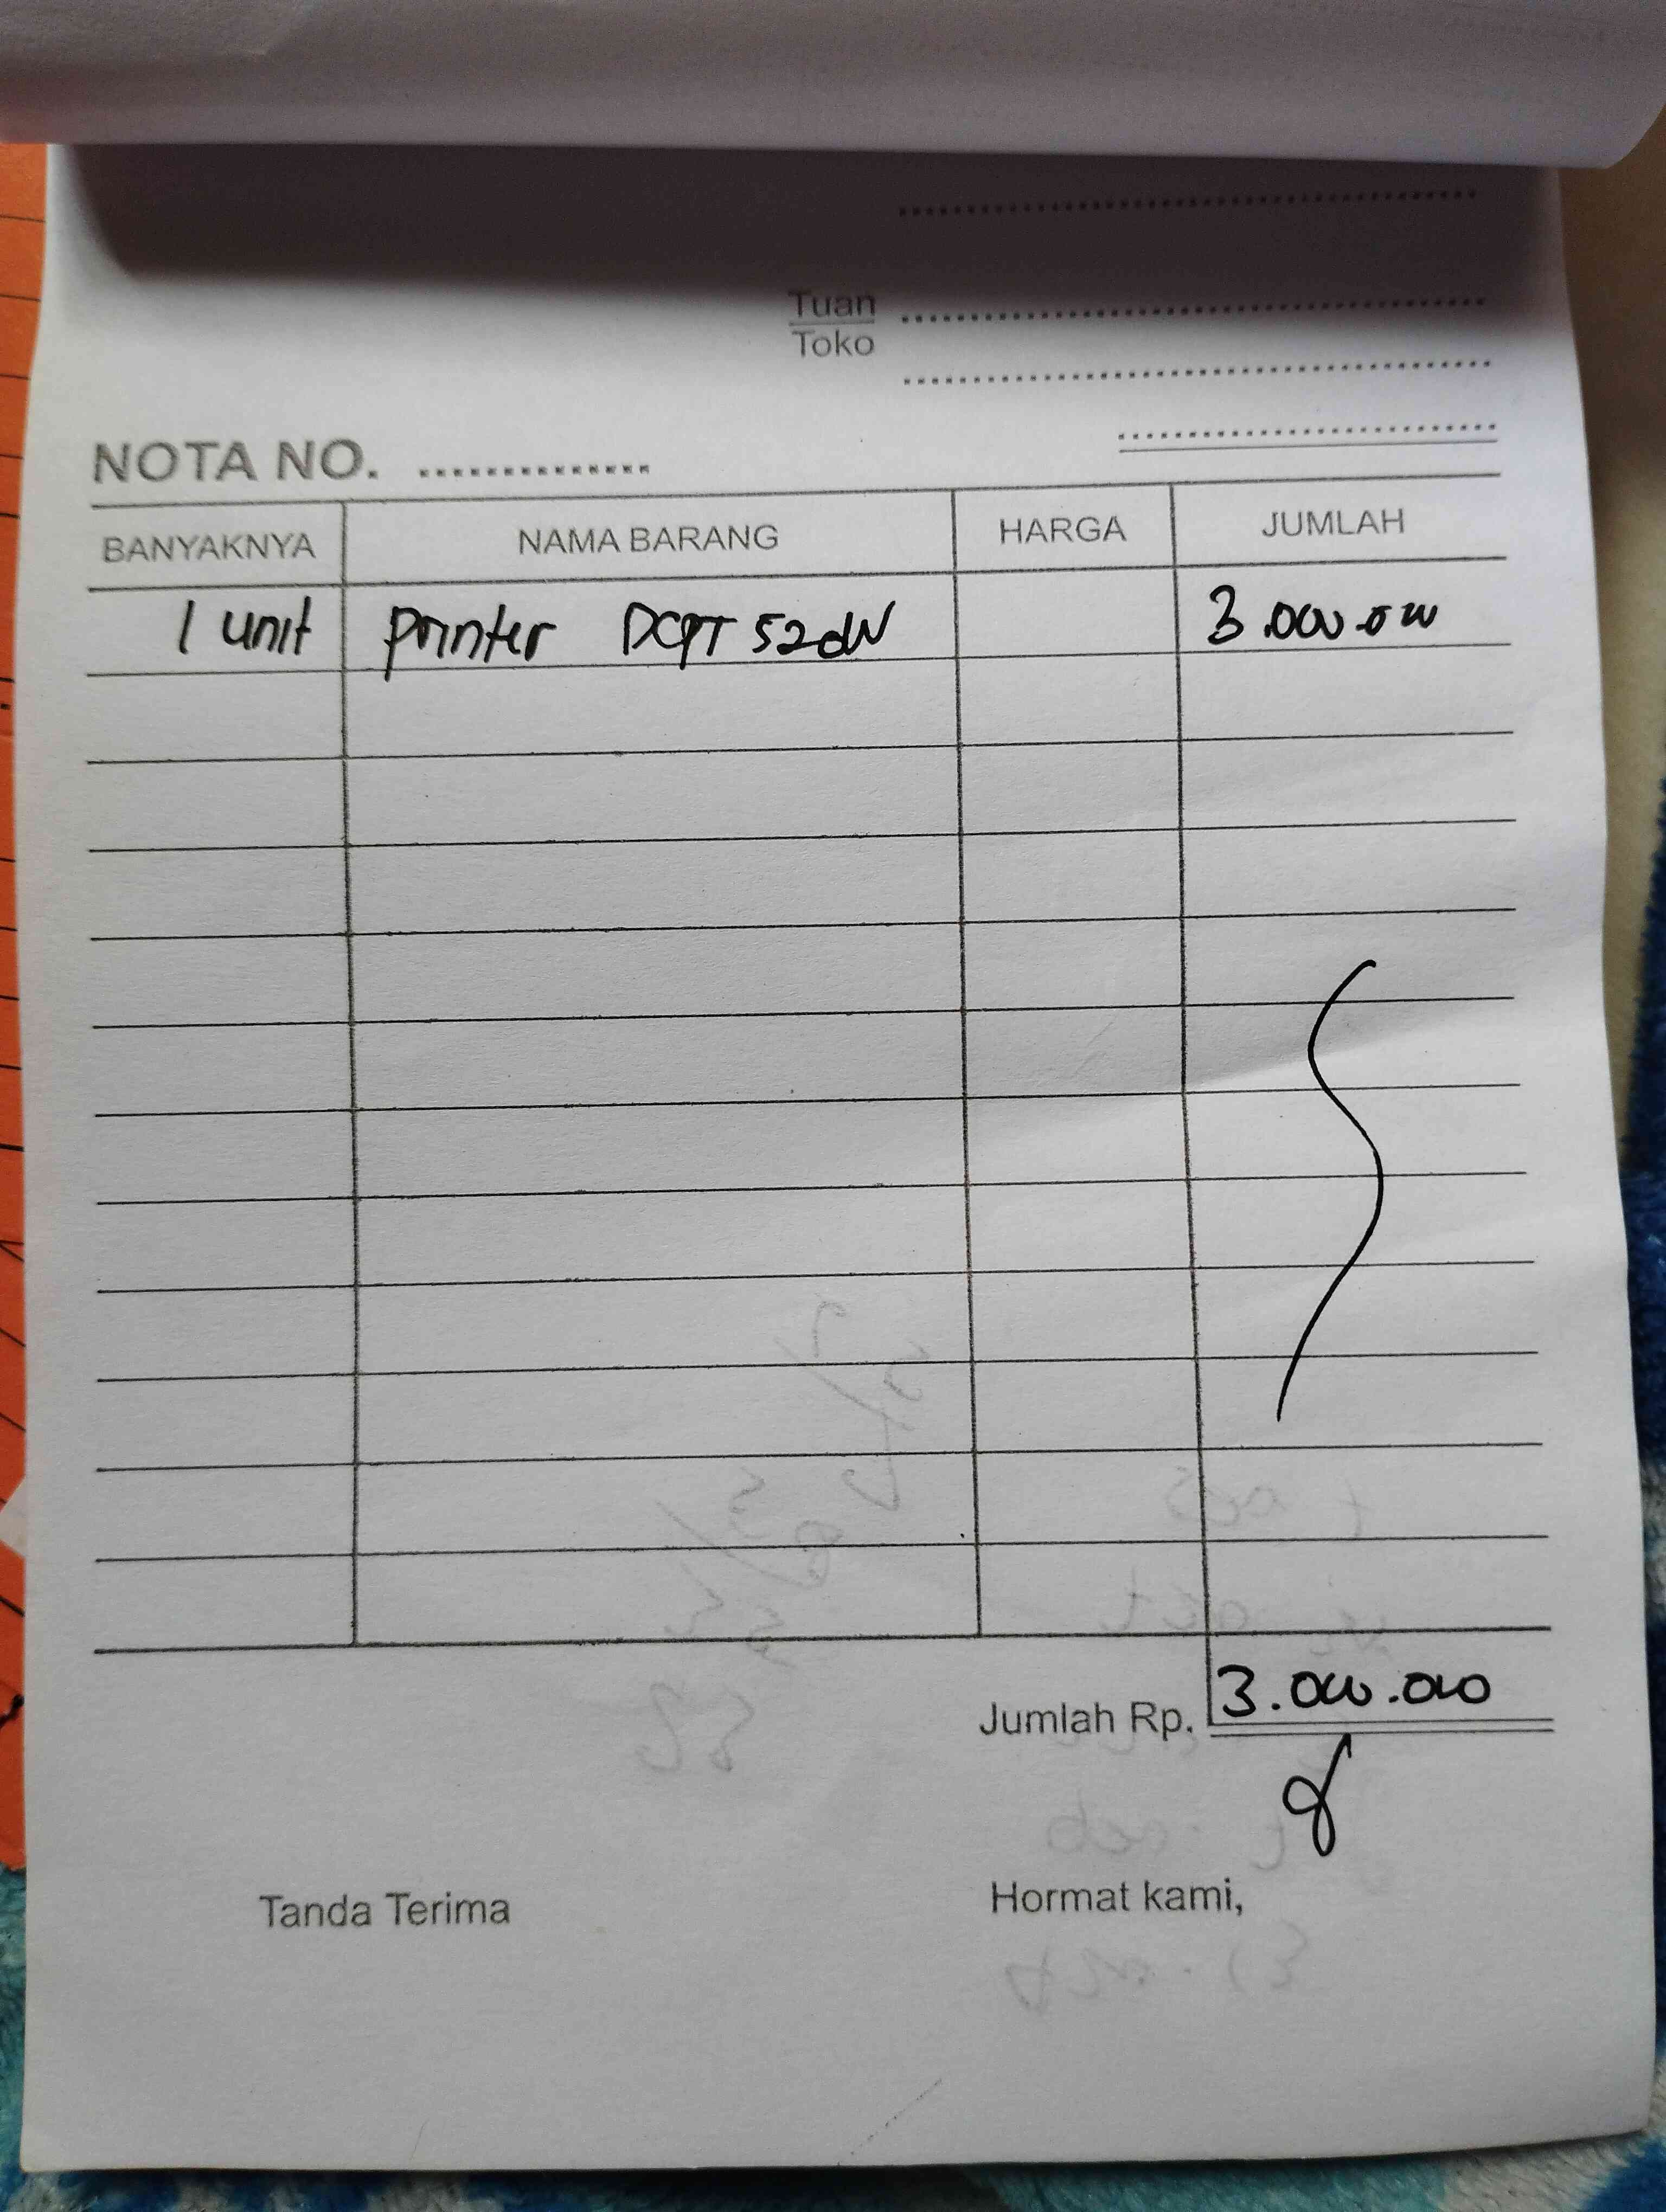 Tuan
Toko
NOTA NO. ..............
BANYAKNYA NAMA BARANG HARGA JUMLAH
1 unit printer DCPT 520W 3.000.000
Jumlah Rp. 3.000.000
Tanda Terima Hormat kami,